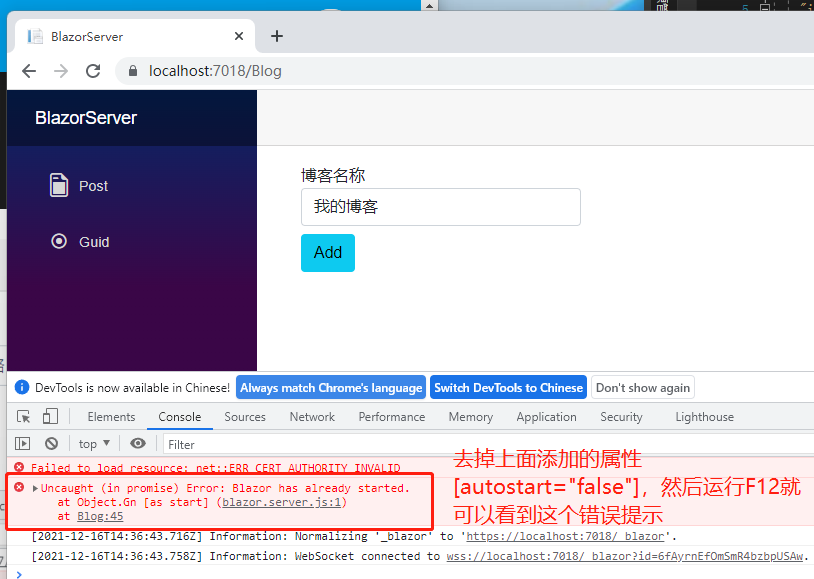 BlazorServer
localhost:7018/Blog
BlazorServer
Post
Guid
博客名称
我的博客
Add
DevTools is now available in Chinese! Always match Chrome's language Switch DevTools to Chinese Don't show again
Elements Console Sources Network Performance Memory Application Security Lighthouse
top Filter
Failed to load resource: net::ERR_CERT_AUTHORITY_INVALID
Uncaught (in promise) Error: Blazor has already started.
at Object.Gn [as start] (blazor.server.js:1)
at Blog:45
去掉上面添加的属性
[autostart="false"]，然后运行F12就
可以看到这个错误提示
[2021-12-16T14:36:43.716Z] Information: Normalizing '_blazor' to 'https://localhost:7018/_blazor'.
[2021-12-16T14:36:43.758Z] Information: WebSocket connected to wss://localhost:7018/_blazor?id=6fAyrnEfOmSmR4bzbpUSAw.